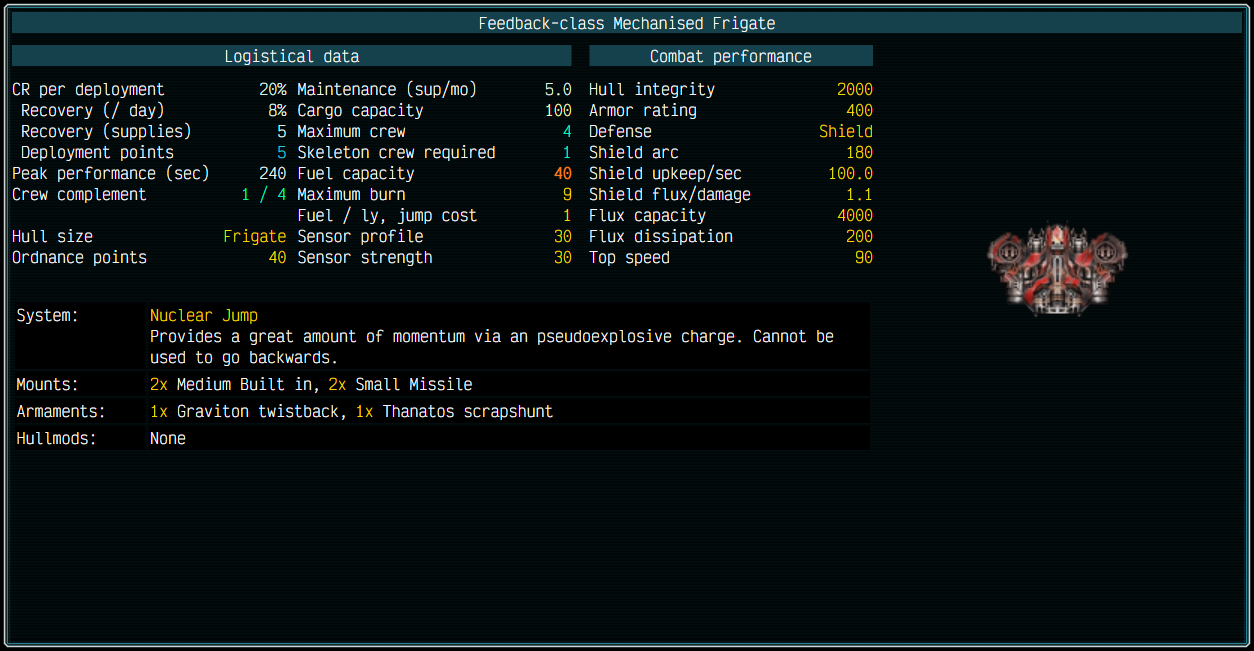 Feedback-class Mechanised Frigate
Logistical data Combat performance
CR per deployment 20% Maintenance (sup/mo) 5.0 Hull integrity 2000
Recovery (/ day) 8% Cargo capacity 100 Armor rating 400
Recovery (supplies) 5 Maximum crew 4 Defense Shield
Deployment points 5 Skeleton crew required 1 Shield arc 180
Peak performance (sec) 240 Fuel capacity 40 Shield upkeep/sec 100.0
Crew complement 1 / 4 Maximum burn 9 Shield flux/damage 1.1
Fuel / ly, jump cost 1 Flux capacity 4000
Hull size Frigate Sensor profile 30 Flux dissipation 200
Ordnance points 40 Sensor strength 30 Top speed 90
System: Nuclear Jump
Provides a great amount of momentum via an pseudoexplosive charge. Cannot be
used to go backwards.
Mounts: 2x Medium Built in, 2x Small Missile
Armaments: 1x Graviton twistback, 1x Thanatos scrapshunt
Hullmods: None